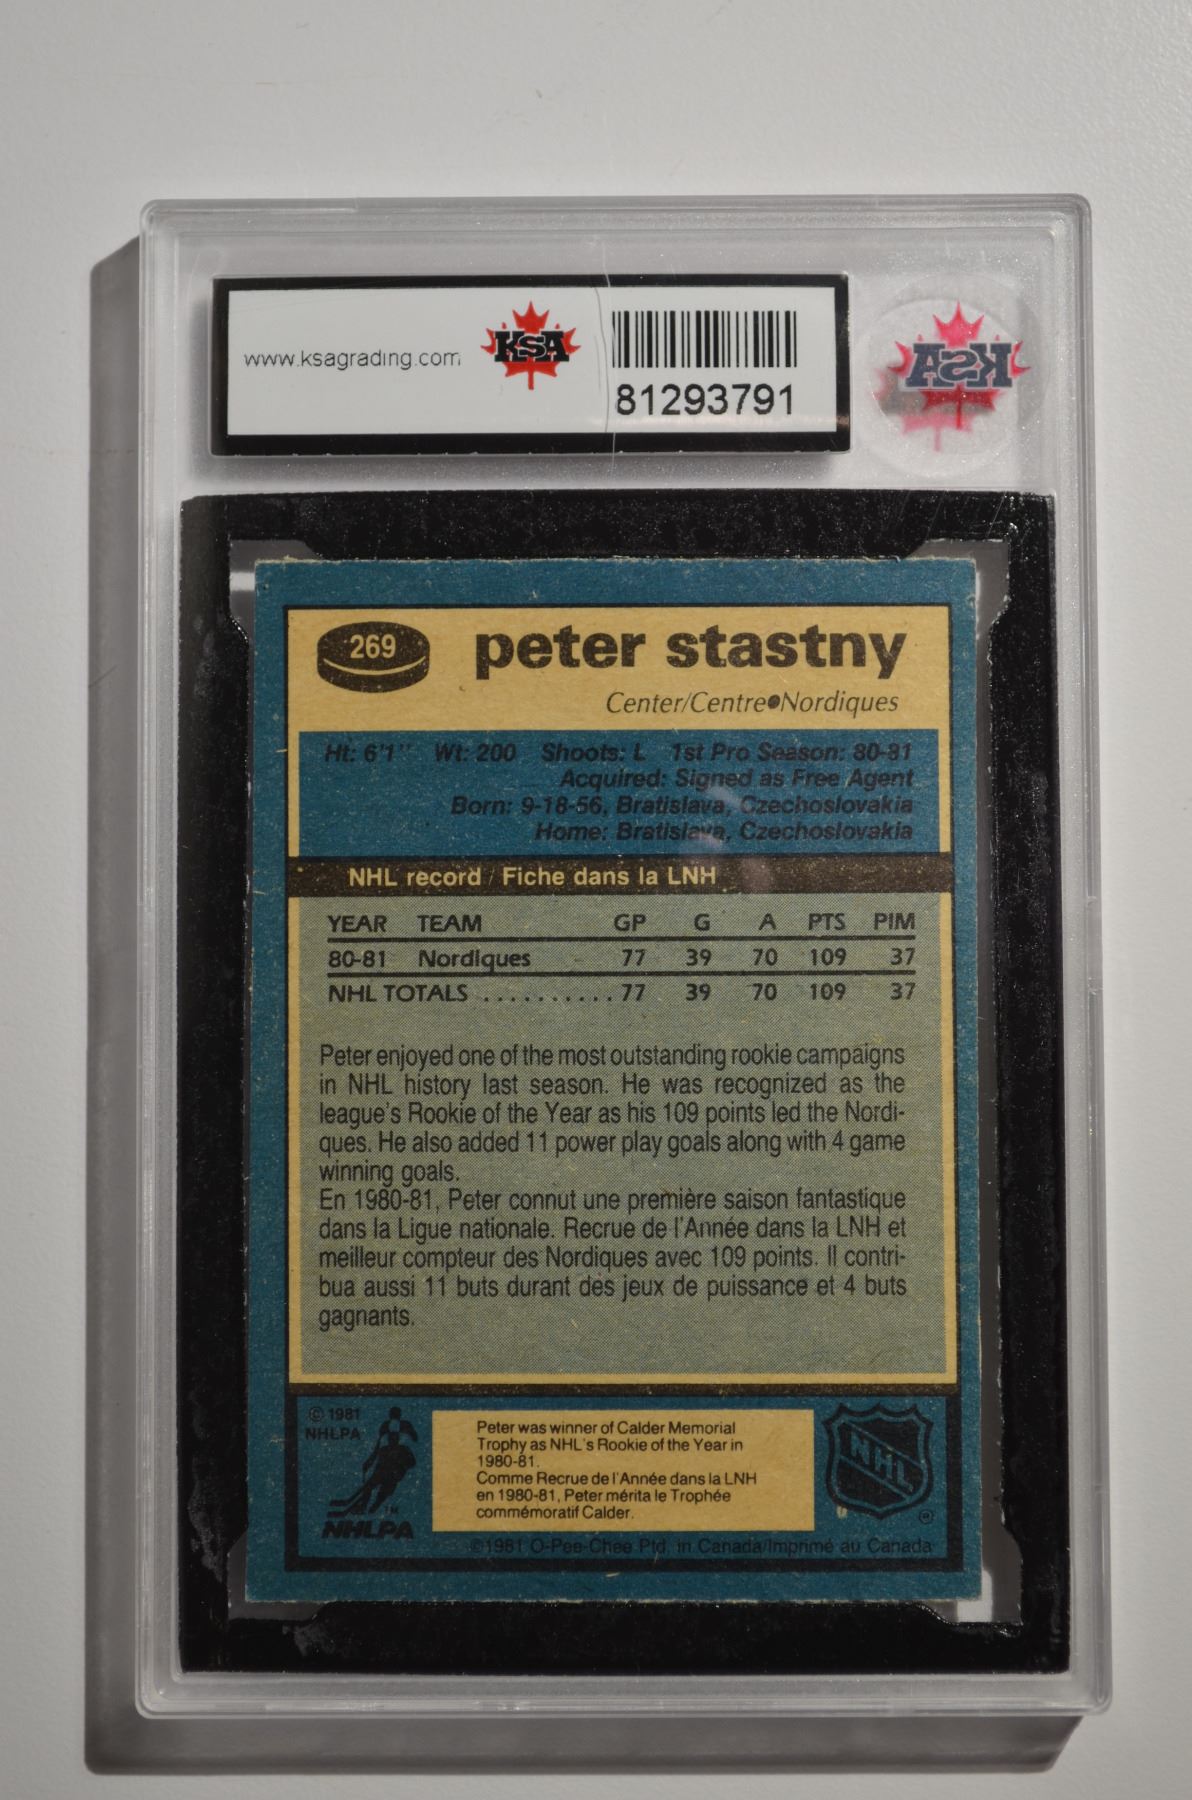 www.ksagrading.com
KSA
81293791
KSA
269
peter stastny
Center/Centre●Nordiques
Ht: 6'1" Wt: 200 Shoots: L 1st Pro Season: 80-81
Acquired: Signed as Free Agent
Born: 9-18-56, Bratislava, Czechoslovakia
Home: Bratislava, Czechoslovakia
NHL record / Fiche dans la LNH
YEAR TEAM GP G A PTS PIM
80-81 Nordiques 77 39 70 109 37
NHL TOTALS .......... 77 39 70 109 37
Peter enjoyed one of the most outstanding rookie campaigns
in NHL history last season. He was recognized as the
league's Rookie of the Year as his 109 points led the Nordi-
ques. He also added 11 power play goals along with 4 game
winning goals.
En 1980-81, Peter connut une première saison fantastique
dans la Ligue nationale. Recrue de l'Année dans la LNH et
meilleur compteur des Nordiques avec 109 points. Il contri-
bua aussi 11 buts durant des jeux de puissance et 4 buts
gagnants.
© 1981
NHLPA
TM
NHLPA
Peter was winner of Calder Memorial
Trophy as NHL's Rookie of the Year in
1980-81.
Comme Recrue de l'Année dans la LNH
en 1980-81, Peter mérita le Trophée
commémoratif Calder.
NHL
®
©1981 O-Pee-Chee Ptd. in Canada/Imprimé au Canada